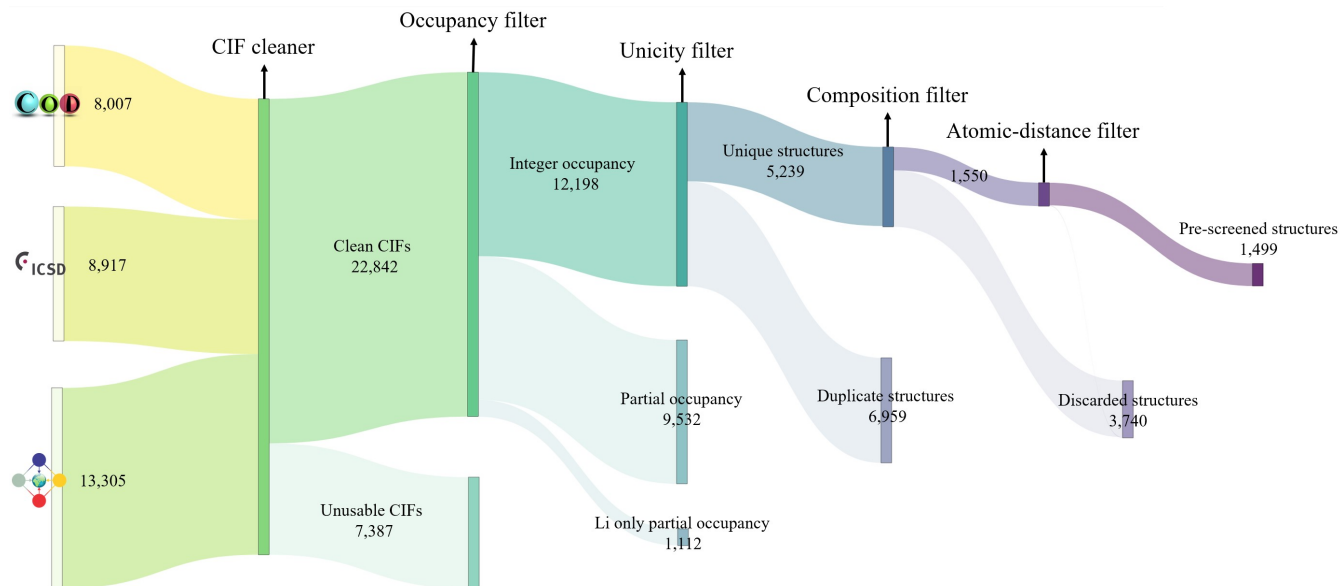 Occupancy filter
CIF cleaner
Unicity filter
Composition filter
Atomic-distance filter
COD
8,007
Integer occupancy
12,198
Unique structures
5,239
1,550
Pre-screened structures
1,499
ICSD
8,917
Clean CIFs
22,842
Partial occupancy
9,532
Duplicate structures
6,959
Discarded structures
3,740
13,305
Unusable CIFs
7,387
Li only partial occupancy
1,112